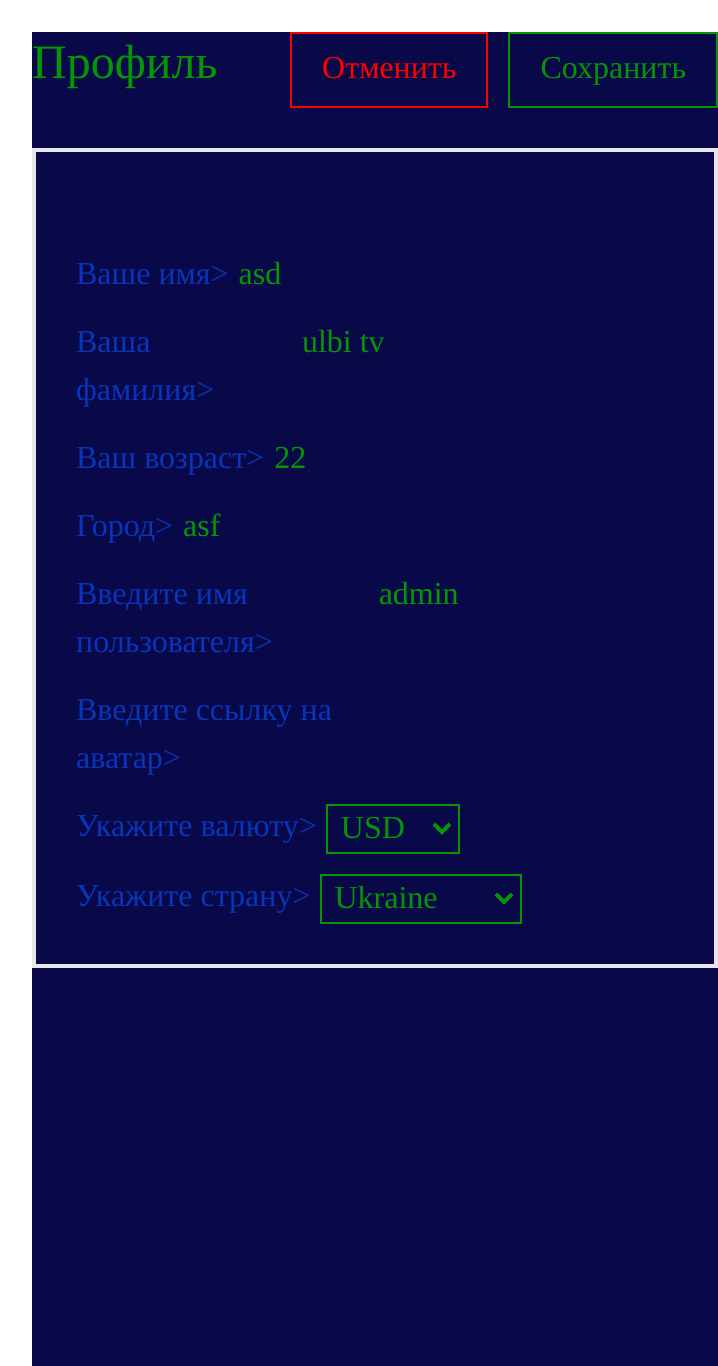 Профиль Отменить Сохранить
Ваше имя> asd
Ваша ulbi tv
фамилия>
Ваш возраст> 22
Город> asf
Введите имя admin
пользователя>
Введите ссылку на
аватар>
Укажите валюту> USD
Укажите страну> Ukraine